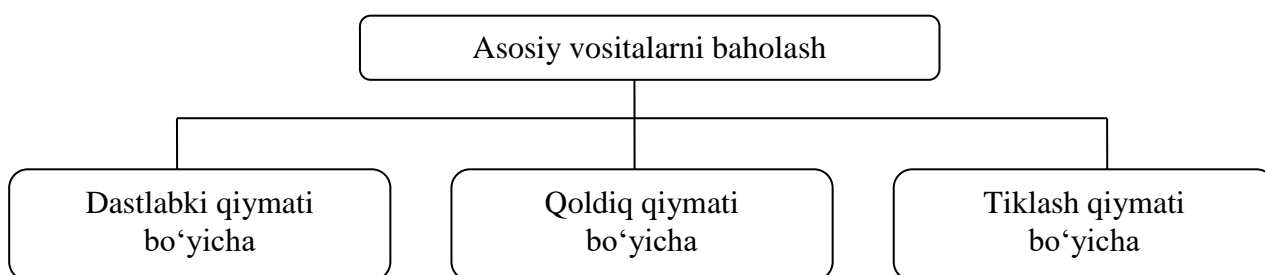 Asosiy vositalarni baholash
Dastlabki qiymati
bo‘yicha
Qoldiq qiymati
bo‘yicha
Tiklash qiymati
bo‘yicha